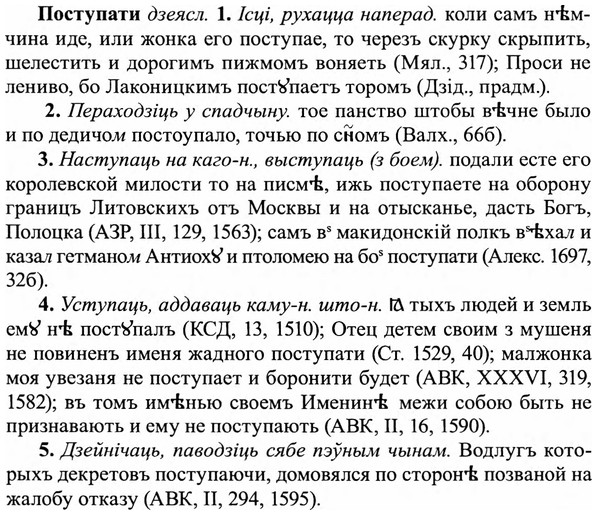 Поступати дзеясл. 1. Ісці, рухацца наперад. коли самъ нѣм-
чина иде, или жонка его поступае, то черезъ скурку скрыпить,
шелестить и дорогимъ пижмомъ воняеть (Мял., 317); Проси не
лениво, бо Лаконицкимъ постꙋпаетъ торомъ (Дзід., прадм.).
2. Пераходзіць у спадчыну. тое панство штобы вѣчне было
и по дедичом постоупало, точью по сн҃омъ (Валх., 66б).
3. Наступаць на каго-н., выступаць (з боем). подали есте его
королевской милости то на писмѣ, ижь поступаете на оборону
границъ Литовскихъ отъ Москвы и на отысканье, дасть Богъ,
Полоцка (АЗР, III, 129, 1563); самъ вˢ макидонскій полкъ вˢѣхал и
казал гетманом Антиохꙋ и птоломею на боˢ поступати (Алекс. 1697,
32б).
4. Уступаць, аддаваць каму-н. што-н. ꙗ тыхъ людей и земль
емꙋ нѣ постꙋпалъ (КСД, 13, 1510); Отец детем своим з мушеня
не повиненъ именя жадного поступати (Ст. 1529, 40); малжонка
моя увезаня не поступает и боронити будет (АВК, XXXVI, 319,
1582); въ томъ имѣнью своемъ Именинѣ межи собою быть не
признавають и ему не поступають (АВК, II, 16, 1590).
5. Дзейнічаць, паводзіць сябе пэўным чынам. Водлугъ кото-
рыхъ декретовъ поступаючи, домовялся по сторонѣ позваной на
жалобу отказу (АВК, II, 294, 1595).